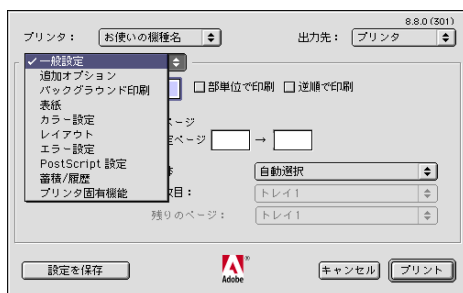 8.8.0 (301)
プリンタ： お使いの機種名 出力先： プリンタ
✓ 一般設定
追加オプション
バックグラウンド印刷
表紙
カラー設定
レイアウト
エラー設定
PostScript 設定
蓄積/履歴
プリンタ固有機能
部単位で印刷 逆順で印刷
ページ
ページ →
自動選択
目： トレイ1
残りのページ： トレイ1
設定を保存
Adobe
キャンセル プリント